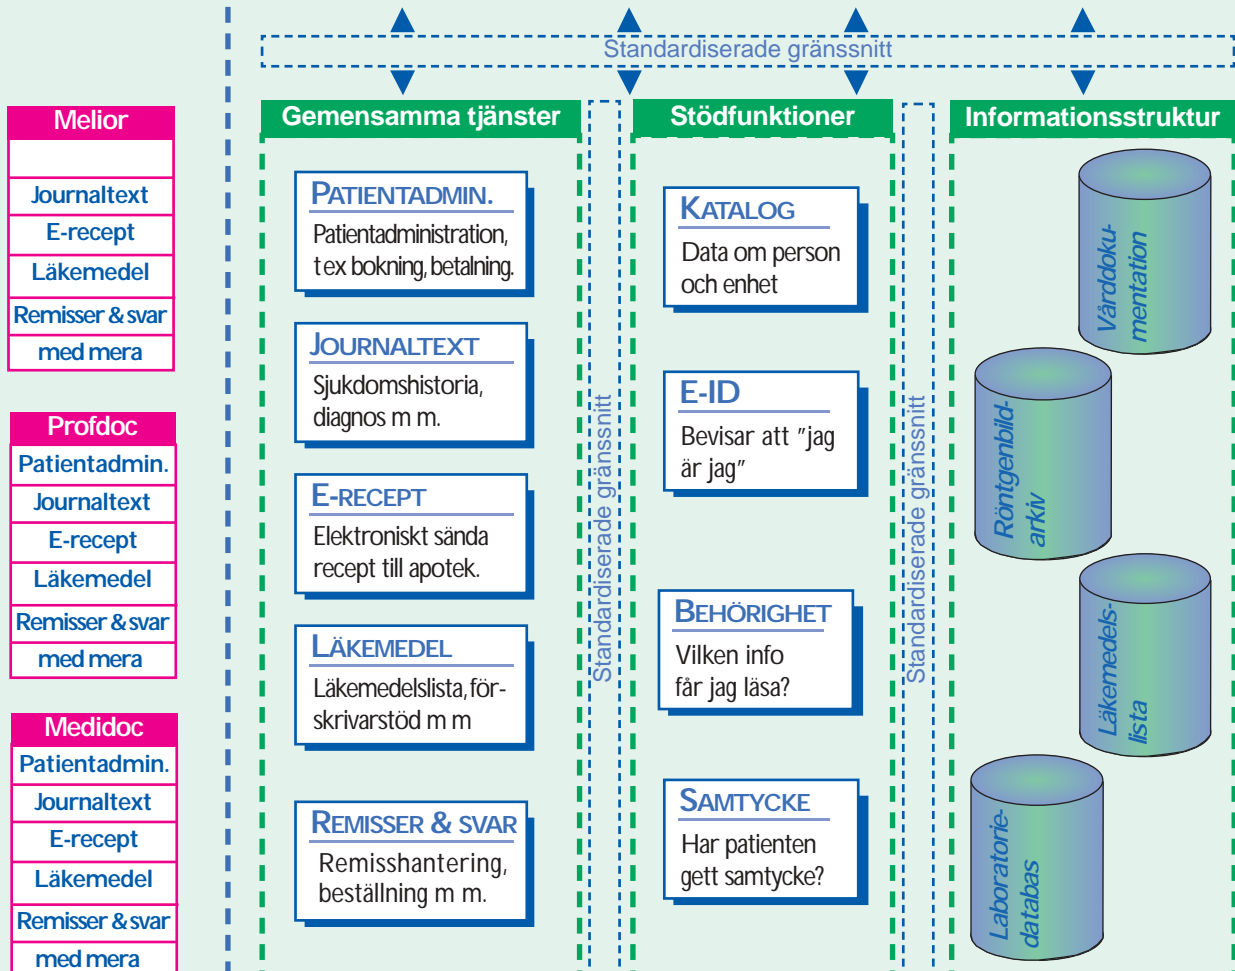 Standardiserade gränssnitt
Melior
Journaltext
E-recept
Läkemedel
Remisser & svar
med mera
Profdoc
Patientadmin.
Journaltext
E-recept
Läkemedel
Remisser & svar
med mera
Medidoc
Patientadmin.
Journaltext
E-recept
Läkemedel
Remisser & svar
med mera
Gemensamma tjänster
PATIENTADMIN.
Patientadministration,
t ex bokning, betalning.
JOURNALTEXT
Sjukdomshistoria,
diagnos m m.
E-RECEPT
Elektroniskt sända
recept till apotek.
LÄKEMEDEL
Läkemedelslista, för-
skrivarstöd m m
REMISSER & SVAR
Remisshantering,
beställning m m.
Standardiserade gränssnitt
Stödfunktioner
KATALOG
Data om person
och enhet
E-ID
Bevisar att ”jag
är jag”
BEHÖRIGHET
Vilken info
får jag läsa?
SAMTYCKE
Har patienten
gett samtycke?
Standardiserade gränssnitt
Informationsstruktur
Vårddoku-
mentation
Röntgenbild-
arkiv
Läkemedels-
lista
Laboratorie-
databas